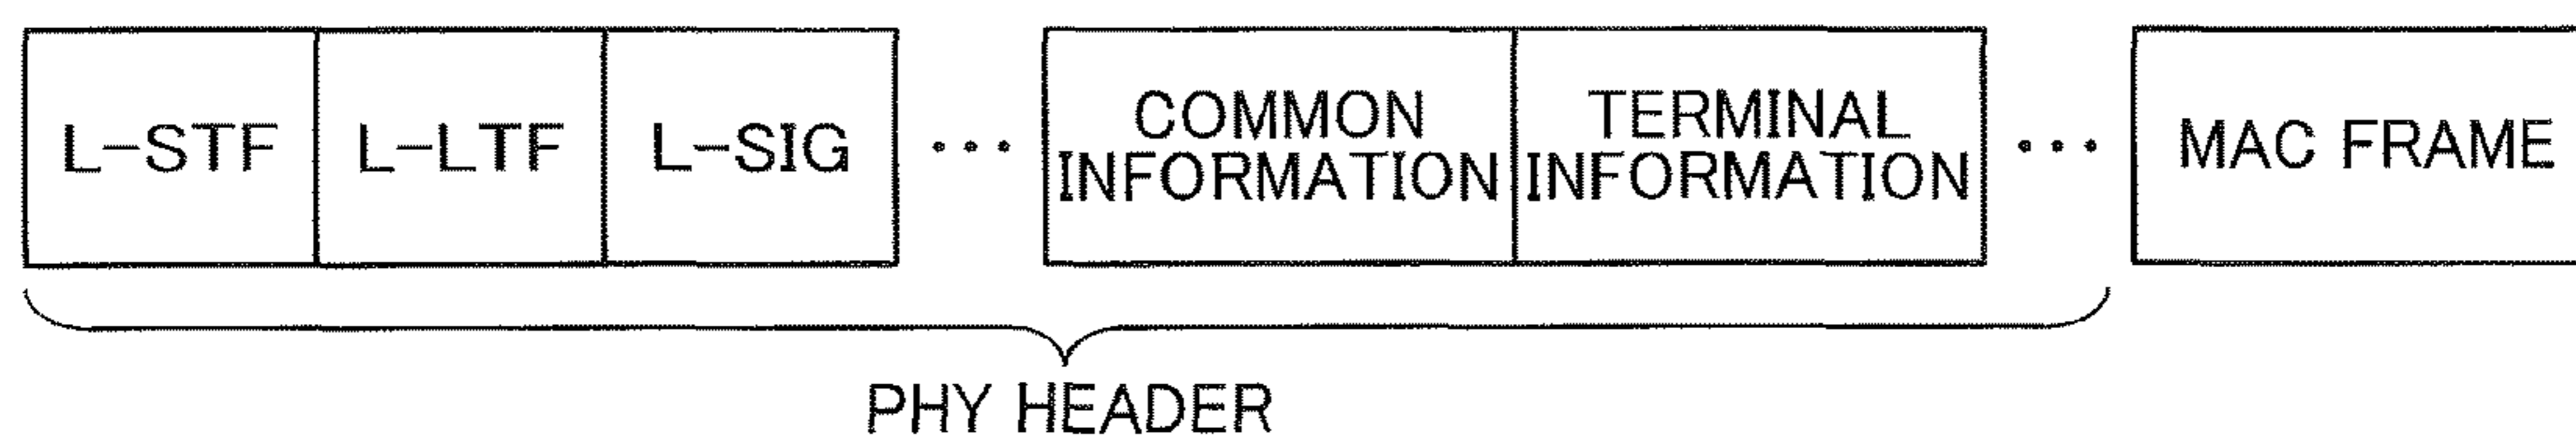 L-STF L-LTF L-SIG ... COMMON INFORMATION TERMINAL INFORMATION ... MAC FRAME
PHY HEADER